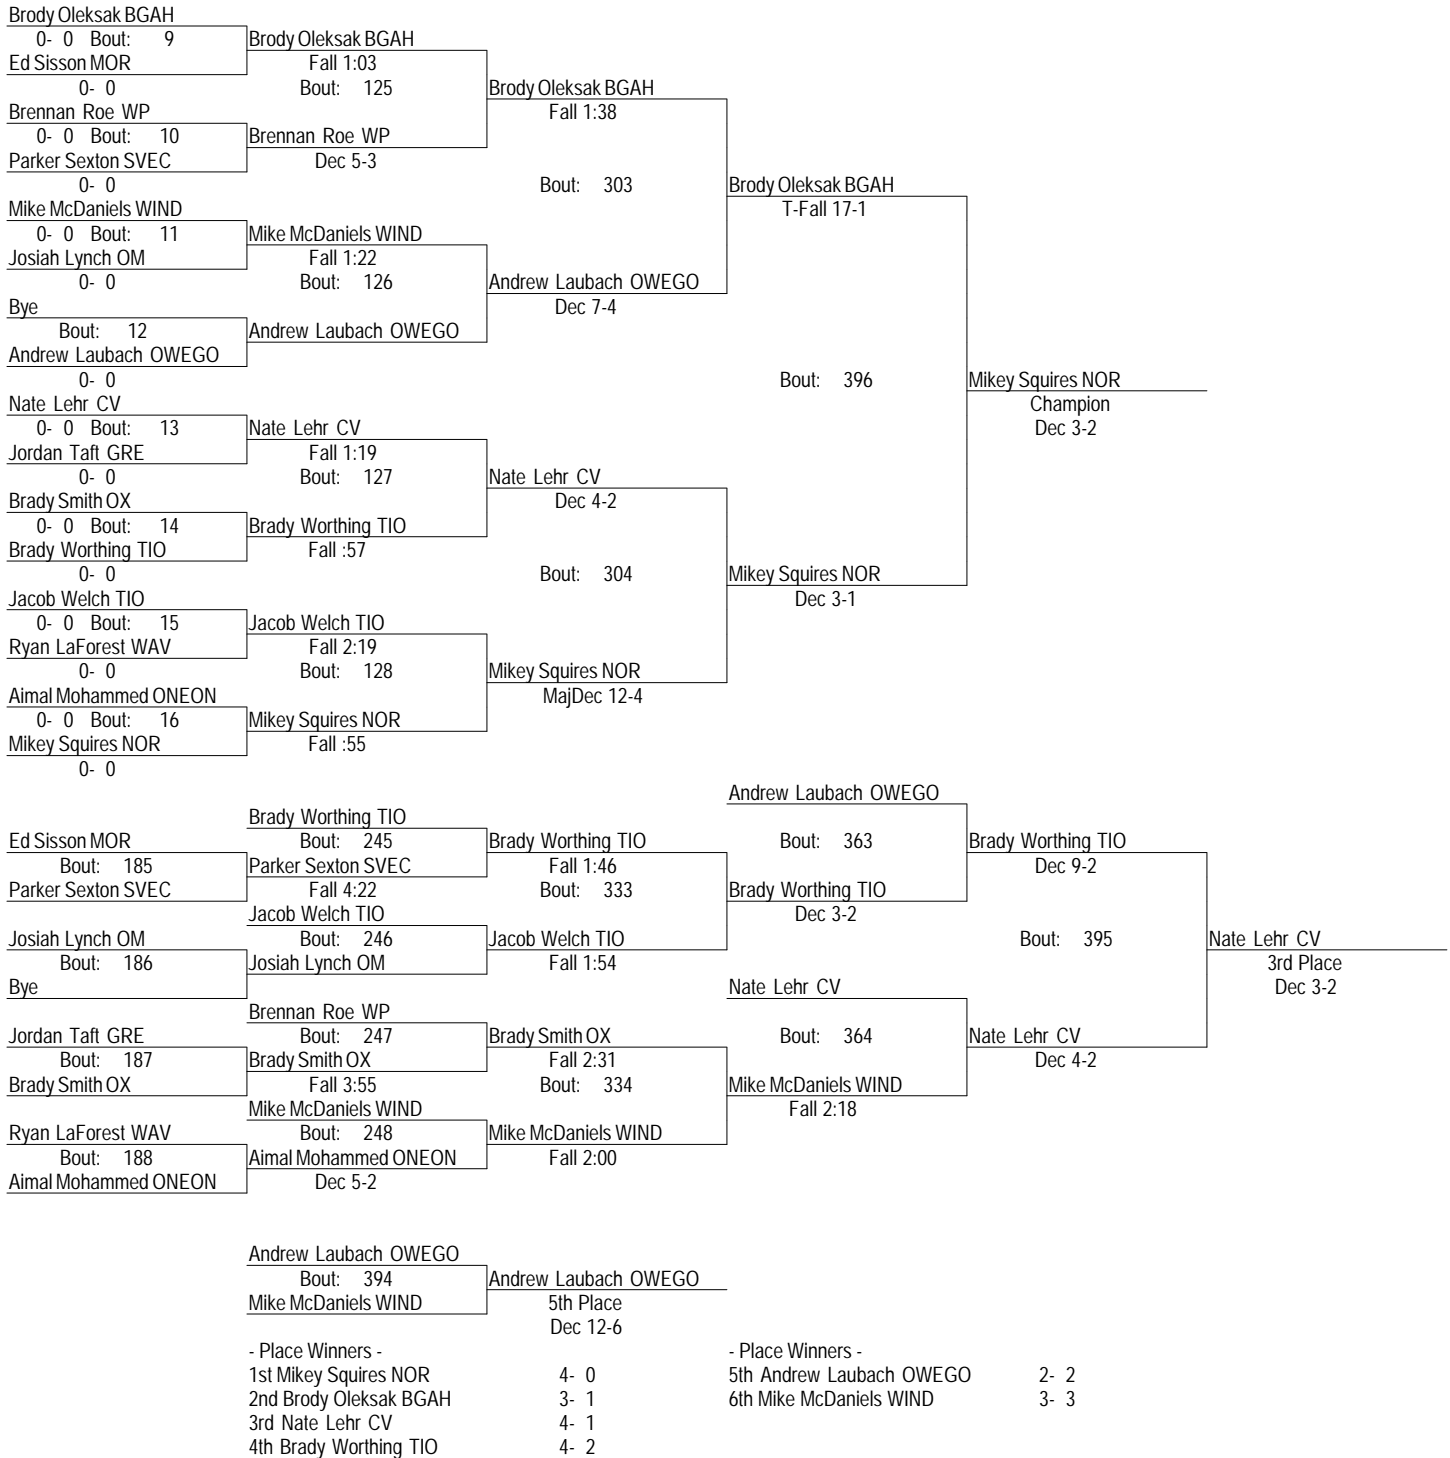 Brody Oleksak BGAH
0- 0 Bout: 9 Brody Oleksak BGAH
Ed Sisson MOR Fall 1:03
0- 0 Bout: 125 Brody Oleksak BGAH
Brennan Roe WP Fall 1:38
0- 0 Bout: 10 Brennan Roe WP
Parker Sexton SVEC Dec 5-3
0- 0 Bout: 303 Brody Oleksak BGAH
Mike McDaniels WIND T-Fall 17-1
0- 0 Bout: 11 Mike McDaniels WIND
Josiah Lynch OM Fall 1:22
0- 0 Bout: 126 Andrew Laubach OWEGO
Bye Dec 7-4
Bout: 12 Andrew Laubach OWEGO
Andrew Laubach OWEGO
0- 0 Bout: 396 Mikey Squires NOR
Nate Lehr CV Champion
0- 0 Bout: 13 Nate Lehr CV Dec 3-2
Jordan Taft GRE Fall 1:19
0- 0 Bout: 127 Nate Lehr CV
Brady Smith OX Dec 4-2
0- 0 Bout: 14 Brady Worthing TIO
Brady Worthing TIO Fall :57
0- 0 Bout: 304 Mikey Squires NOR
Jacob Welch TIO Dec 3-1
0- 0 Bout: 15 Jacob Welch TIO
Ryan LaForest WAV Fall 2:19
0- 0 Bout: 128 Mikey Squires NOR
Aimal Mohammed ONEON MajDec 12-4
0- 0 Bout: 16 Mikey Squires NOR
Mikey Squires NOR Fall :55
0- 0
Andrew Laubach OWEGO
Brady Worthing TIO
Ed Sisson MOR Bout: 245 Brady Worthing TIO Bout: 363 Brady Worthing TIO
Bout: 185 Parker Sexton SVEC Fall 1:46 Dec 9-2
Parker Sexton SVEC Fall 4:22 Bout: 333 Brady Worthing TIO
Jacob Welch TIO Dec 3-2
Josiah Lynch OM Bout: 246 Jacob Welch TIO Bout: 395 Nate Lehr CV
Bout: 186 Josiah Lynch OM Fall 1:54 3rd Place
Bye Nate Lehr CV Dec 3-2
Brennan Roe WP
Jordan Taft GRE Bout: 247 Brady Smith OX Bout: 364 Nate Lehr CV
Bout: 187 Brady Smith OX Fall 2:31 Dec 4-2
Brady Smith OX Fall 3:55 Bout: 334 Mike McDaniels WIND
Mike McDaniels WIND Fall 2:18
Ryan LaForest WAV Bout: 248 Mike McDaniels WIND
Bout: 188 Aimal Mohammed ONEON Fall 2:00
Aimal Mohammed ONEON Dec 5-2
Andrew Laubach OWEGO
Bout: 394 Andrew Laubach OWEGO
Mike McDaniels WIND 5th Place
Dec 12-6
- Place Winners - - Place Winners -
1st Mikey Squires NOR 4- 0 5th Andrew Laubach OWEGO 2- 2
2nd Brody Oleksak BGAH 3- 1 6th Mike McDaniels WIND 3- 3
3rd Nate Lehr CV 4- 1
4th Brady Worthing TIO 4- 2